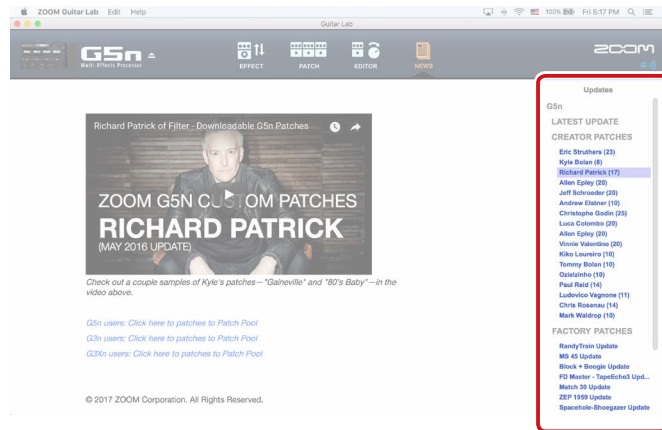 ZOOM Guitar Lab Edit Help
100% Fri 5:17 PM
Guitar Lab
G5n
Multi Effects Processor
EFFECT PATCH EDITOR NEWS
ZOOM
Updates
G5n
LATEST UPDATE
CREATOR PATCHES
Eric Struthers (23)
Kyle Bolan (8)
Richard Patrick (17)
Allen Epley (20)
Jeff Schroeder (20)
Andrew Elstner (10)
Christophe Godin (25)
Luca Colombo (20)
Allen Epley (20)
Vinnie Valentino (20)
Kiko Loureiro (10)
Tommy Bolan (10)
Ozielzinho (10)
Paul Reid (14)
Ludovico Vagnone (11)
Chris Rosenau (14)
Mark Waldrop (10)
FACTORY PATCHES
RandyTrain Update
MS 45 Update
Block + Boogie Update
FD Master - TapeEcho3 Upd...
Match 30 Update
ZEP 1959 Update
Spacehole-Shoegazer Update
Richard Patrick of Filter - Downloadable G5n Patches
ZOOM G5N CUSTOM PATCHES
RICHARD PATRICK
(MAY 2016 UPDATE)
Check out a couple samples of Kyle's patches—"Gaineville" and "80's Baby"—in the
video above.
G5n users: Click here to patches to Patch Pool
G3n users: Click here to patches to Patch Pool
G3Xn users: Click here to patches to Patch Pool
© 2017 ZOOM Corporation. All Rights Reserved.